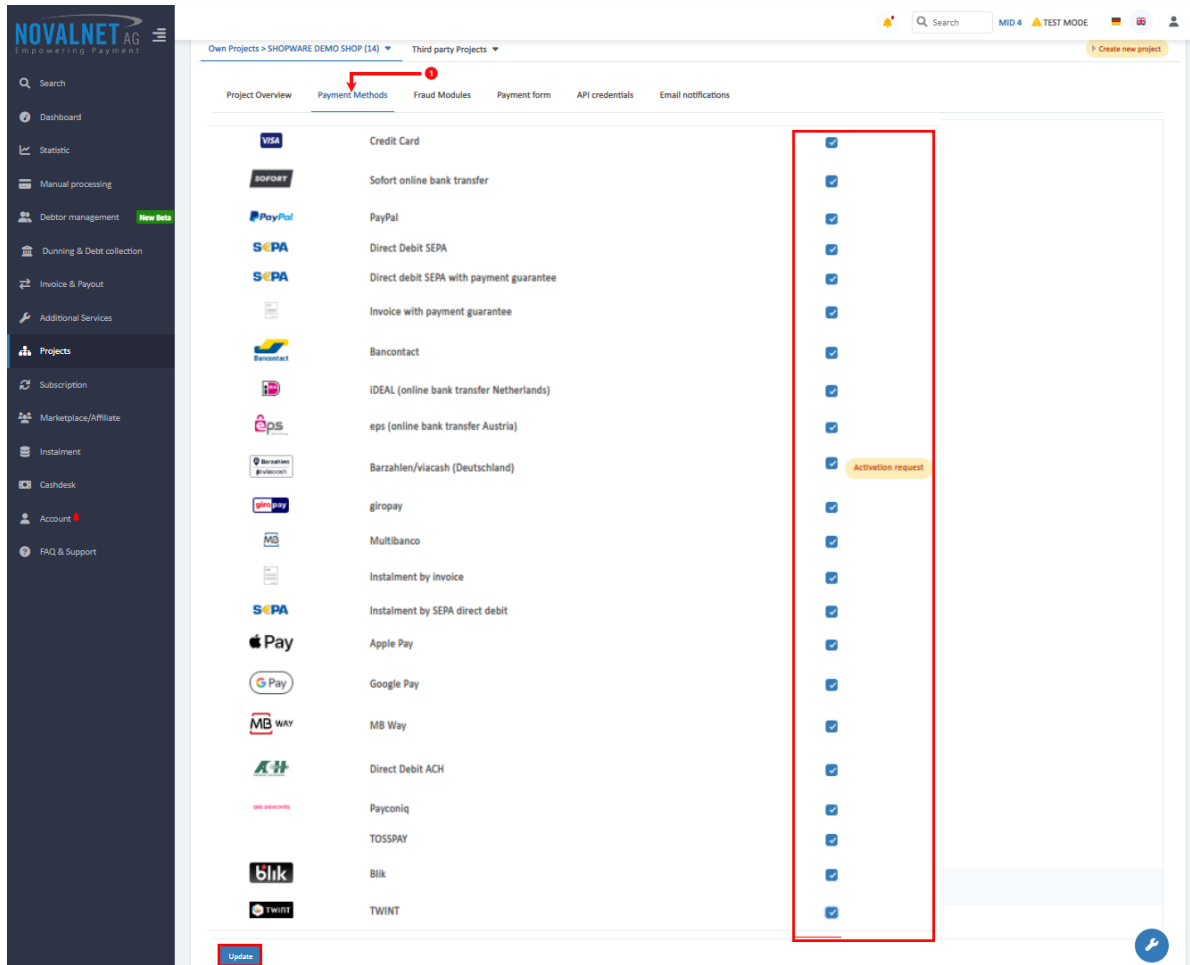 NOVALNET AG
Empowering Payment
Search
MID 4
TEST MODE
Search
Dashboard
Statistic
Manual processing
Debtor management New Beta
Dunning & Debt collection
Invoice & Payout
Additional Services
Projects
Subscription
Marketplace/Affiliate
Instalment
Cashdesk
Account
FAQ & Support
Own Projects > SHOPWARE DEMO SHOP (14) Third party Projects
Create new project
1
Project Overview Payment Methods Fraud Modules Payment form API credentials Email notifications
VISA Credit Card
SOFORT Sofort online bank transfer
PayPal PayPal
SEPA Direct Debit SEPA
SEPA Direct debit SEPA with payment guarantee
Invoice with payment guarantee
Bancontact Bancontact
iDEAL (online bank transfer Netherlands)
eps eps (online bank transfer Austria)
Barzahlen
viacash
Barzahlen/viacash (Deutschland) Activation request
giropay giropay
MB Multibanco
Instalment by invoice
SEPA Instalment by SEPA direct debit
Pay Apple Pay
G Pay Google Pay
MB WAY MB Way
ACH Direct Debit ACH
payconiq Payconiq
TOSSPAY
blik Blik
TWINT TWINT
Update